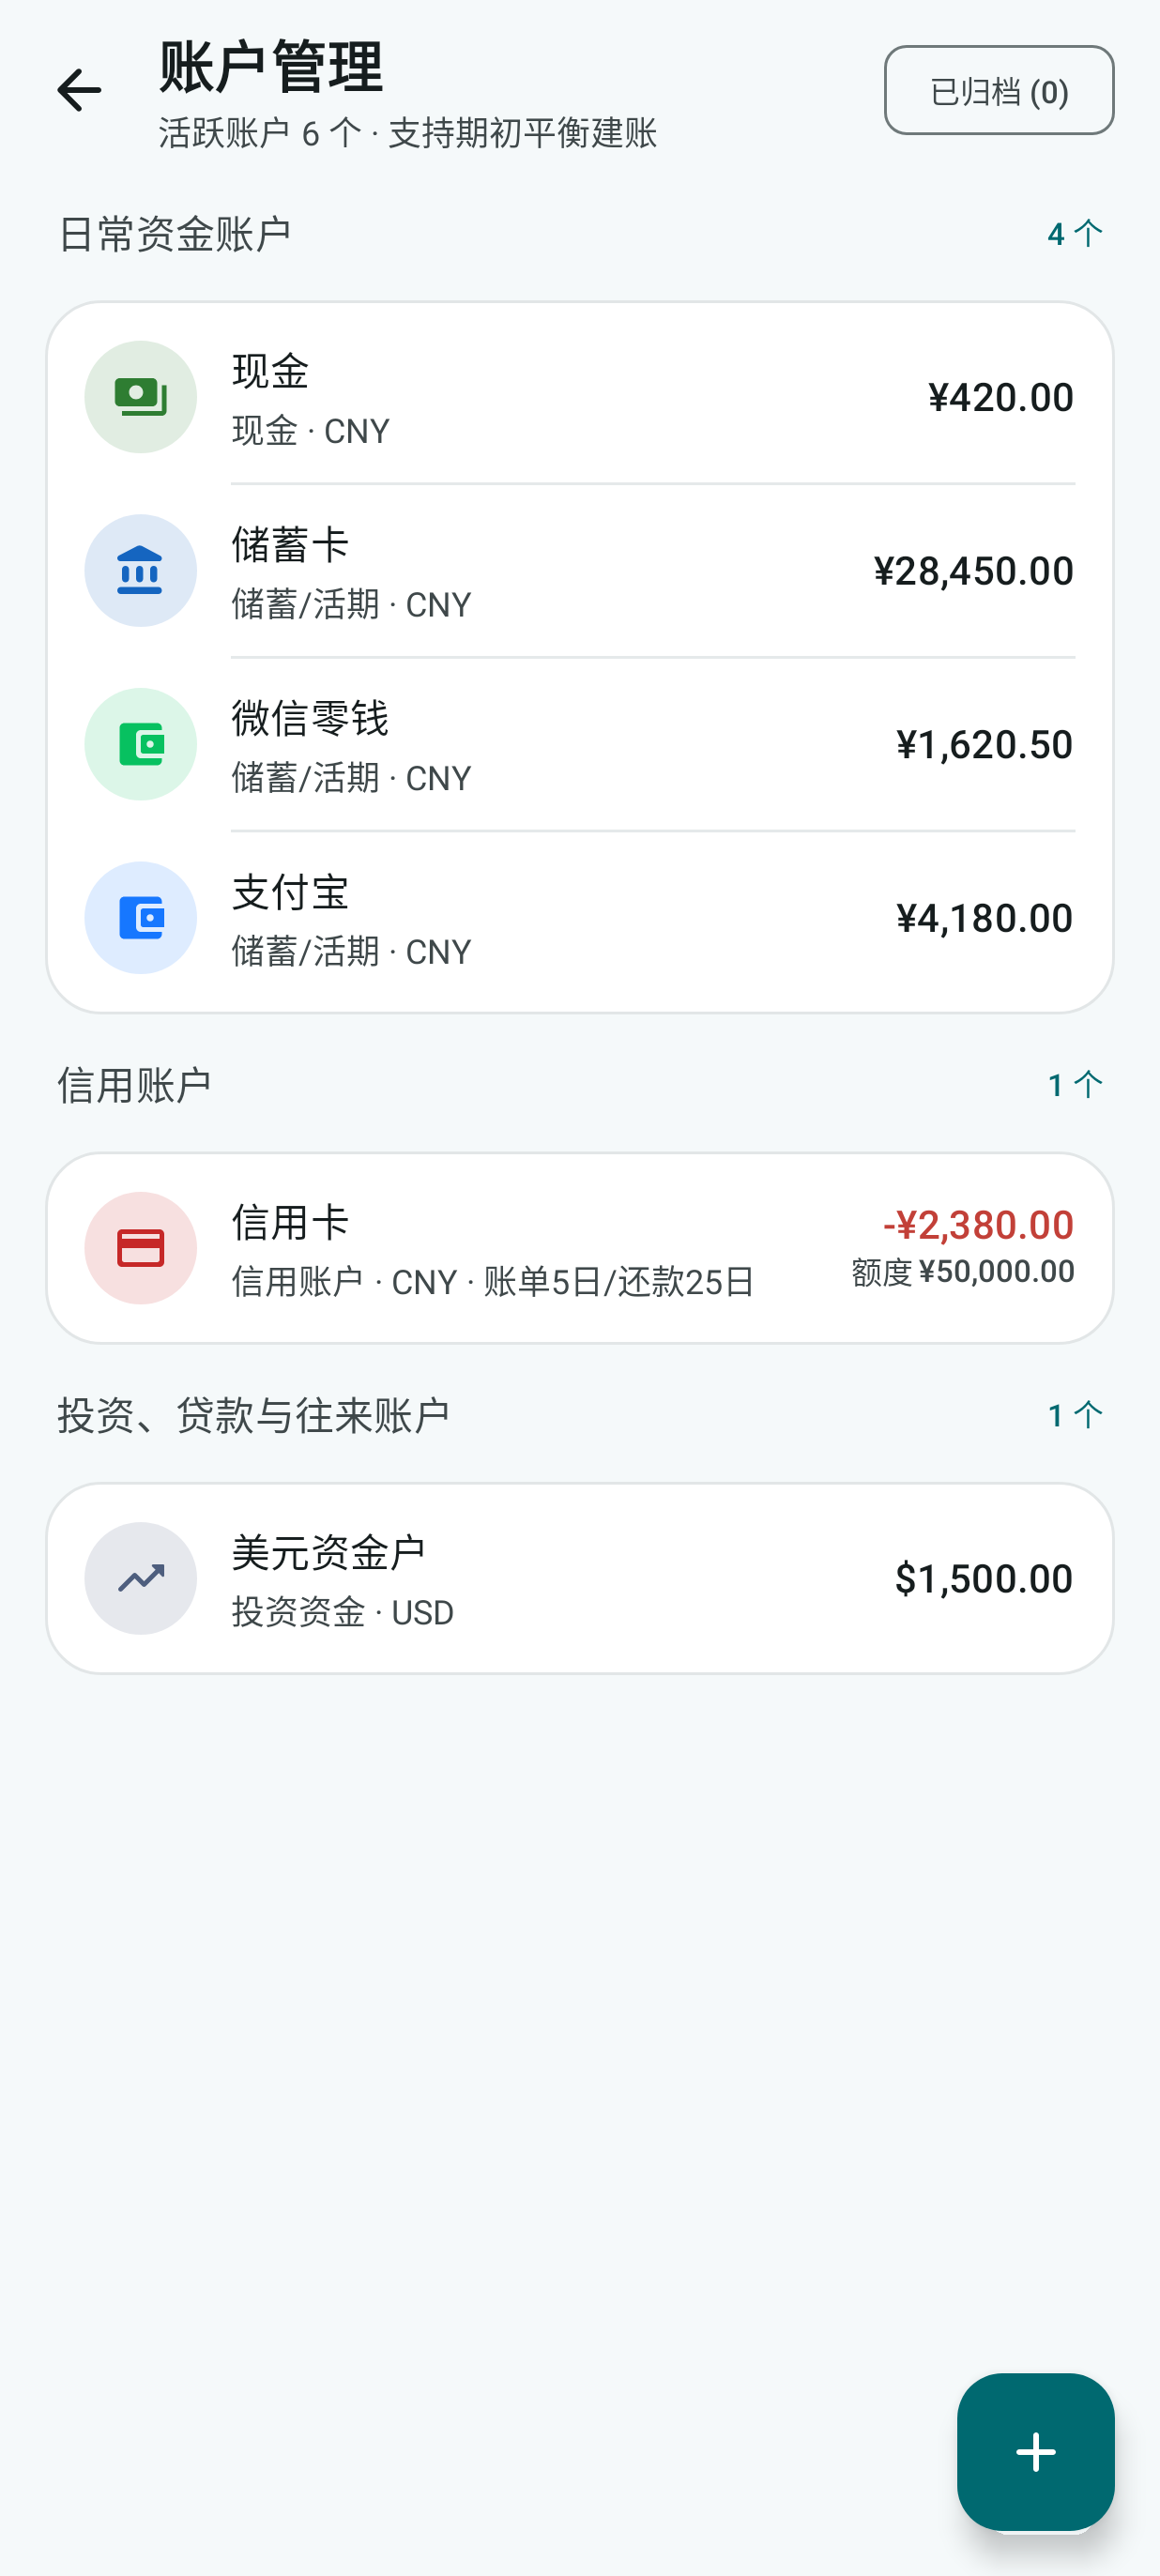 账户管理
活跃账户 6 个 · 支持期初平衡建账
已归档 (0)
日常资金账户
4 个
现金
现金 · CNY
¥420.00
储蓄卡
储蓄/活期 · CNY
¥28,450.00
微信零钱
储蓄/活期 · CNY
¥1,620.50
支付宝
储蓄/活期 · CNY
¥4,180.00
信用账户
1 个
信用卡
信用账户 · CNY · 账单5日/还款25日
-¥2,380.00
额度 ¥50,000.00
投资、贷款与往来账户
1 个
美元资金户
投资资金 · USD
$1,500.00